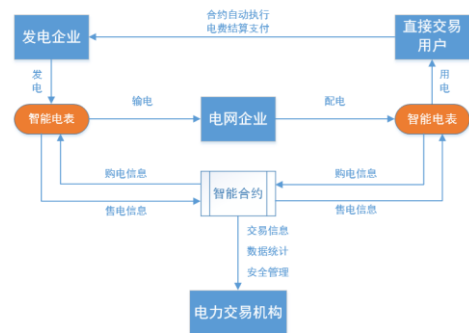 合约自动执行
电费结算支付
发电企业
直接交易
用户
发
电
用
电
智能电表
输电
电网企业
配电
智能电表
购电信息
智能合约
购电信息
售电信息
售电信息
交易信息
数据统计
安全管理
电力交易机构